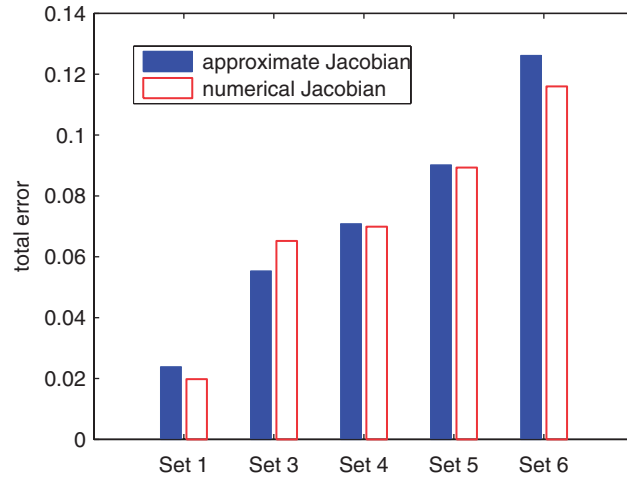 0.14
0.12
0.1
0.08
0.06
0.04
0.02
0
total error
approximate Jacobian
numerical Jacobian
Set 1 Set 3 Set 4 Set 5 Set 6